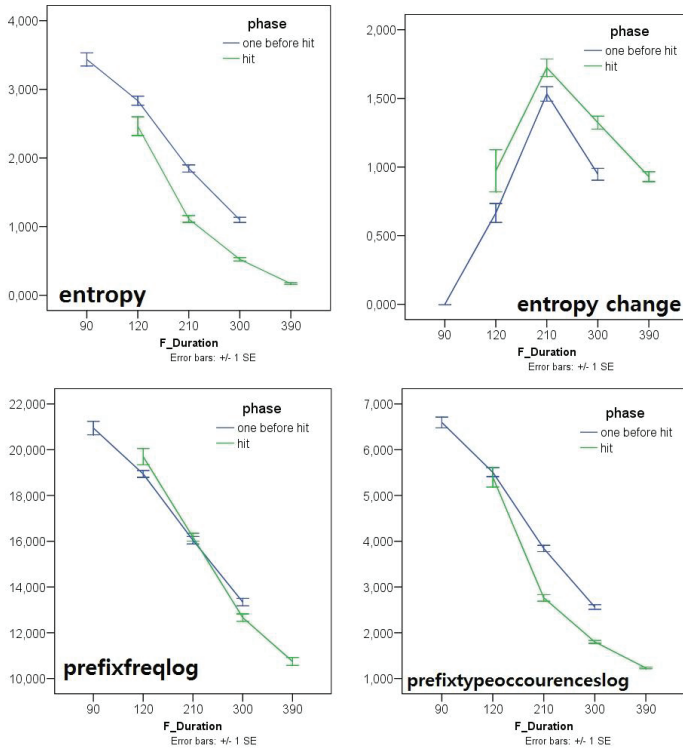 phase
one before hit
hit
4,000
3,000
2,000
1,000
0,000
entropy
90 120 210 300 390
F_Duration
Error bars: +/- 1 SE
phase
one before hit
hit
2,000
1,500
1,000
0,500
0,000
entropy change
90 120 210 300 390
F_Duration
Error bars: +/- 1 SE
phase
one before hit
hit
22,000
20,000
18,000
16,000
14,000
12,000
10,000
prefixfreqlog
90 120 210 300 390
F_Duration
Error bars: +/- 1 SE
phase
one before hit
hit
7,000
6,000
5,000
4,000
3,000
2,000
1,000
prefixtypeoccourenceslog
90 120 210 300 390
F_Duration
Error bars: +/- 1 SE